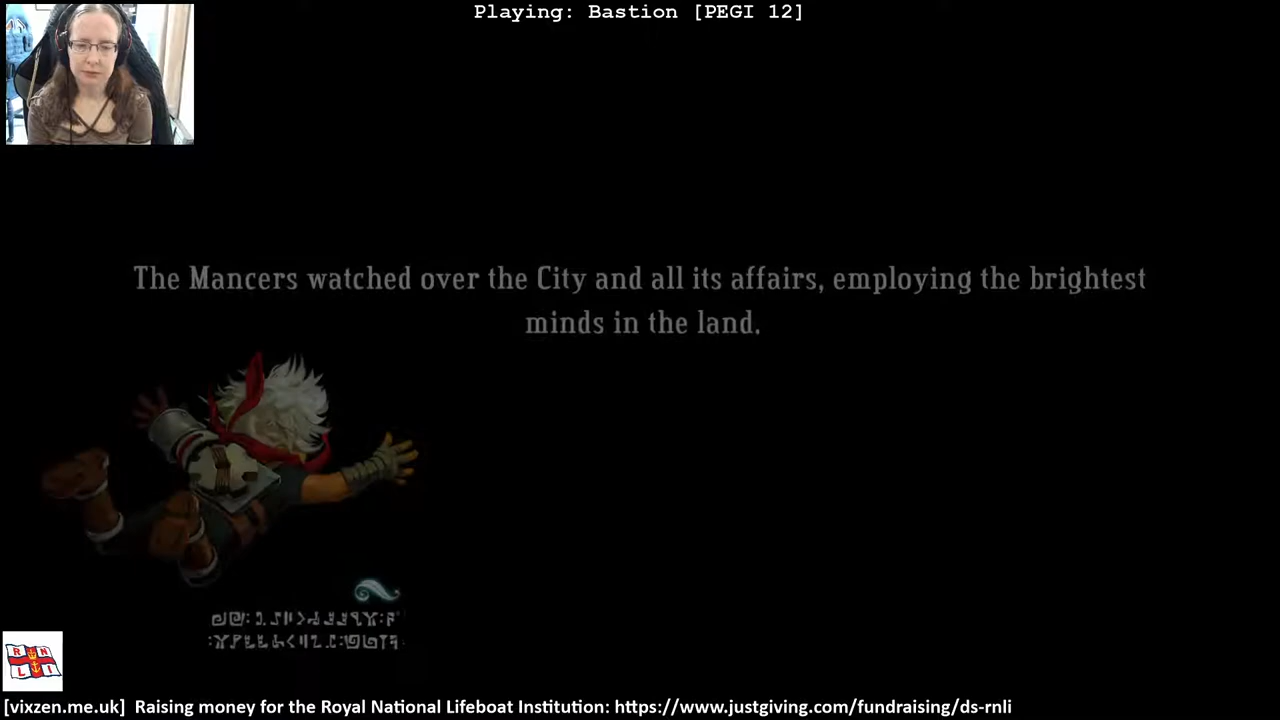 Playing: Bastion [PEGI 12]
The Mancers watched over the City and all its affairs, employing the brightest
minds in the land.
R N
L I
[vixzen.me.uk] Raising money for the Royal National Lifeboat Institution: https://www.justgiving.com/fundraising/ds-rnli